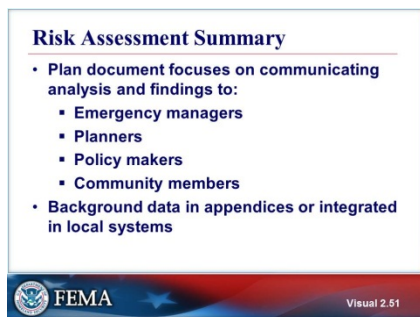 Risk Assessment Summary
• Plan document focuses on communicating
analysis and findings to:
▪ Emergency managers
▪ Planners
▪ Policy makers
▪ Community members
• Background data in appendices or integrated
in local systems
FEMA
Visual 2.51